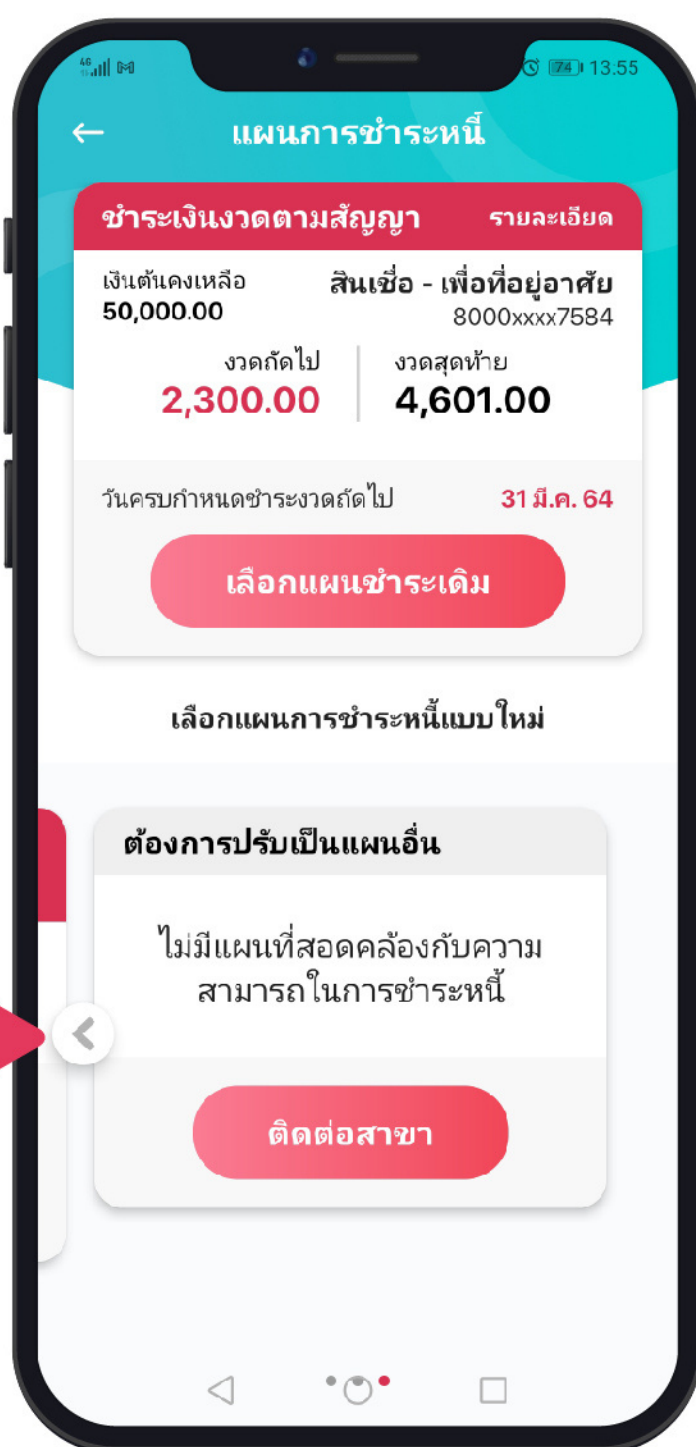 4G 13.55
แผนการชำระหนี้
ชำระเงินงวดตามสัญญา รายละเอียด
เงินต้นคงเหลือ สินเชื่อ - เพื่อที่อยู่อาศัย
50,000.00 8000xxxx7584
งวดถัดไป งวดสุดท้าย
2,300.00 4,601.00
วันครบกำหนดชำระงวดถัดไป 31 มี.ค. 64
เลือกแผนชำระเดิม
เลือกแผนการชำระหนี้แบบใหม่
ต้องการปรับเป็นแผนอื่น
ไม่มีแผนที่สอดคล้องกับความ
สามารถในการชำระหนี้
ติดต่อสาขา